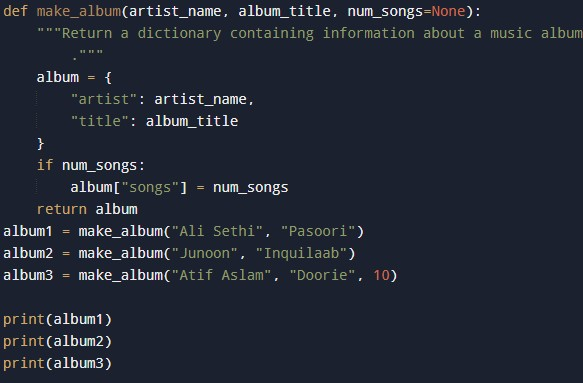 def make_album(artist_name, album_title, num_songs=None):
    """Return a dictionary containing information about a music album
        ."""
    album = {
        "artist": artist_name,
        "title": album_title
    }
    if num_songs:
        album["songs"] = num_songs
    return album
album1 = make_album("Ali Sethi", "Pasoori")
album2 = make_album("Junoon", "Inquilaab")
album3 = make_album("Atif Aslam", "Doorie", 10)

print(album1)
print(album2)
print(album3)